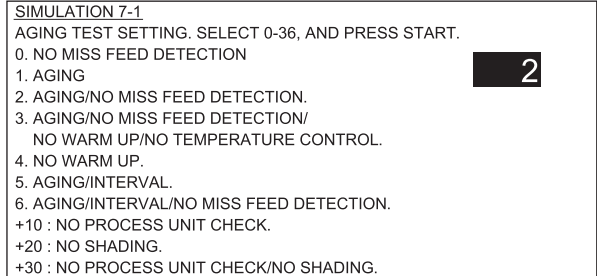 SIMULATION 7-1
AGING TEST SETTING. SELECT 0-36, AND PRESS START.
0. NO MISS FEED DETECTION
1. AGING
2
2. AGING/NO MISS FEED DETECTION.
3. AGING/NO MISS FEED DETECTION/
NO WARM UP/NO TEMPERATURE CONTROL.
4. NO WARM UP.
5. AGING/INTERVAL.
6. AGING/INTERVAL/NO MISS FEED DETECTION.
+10 : NO PROCESS UNIT CHECK.
+20 : NO SHADING.
+30 : NO PROCESS UNIT CHECK/NO SHADING.